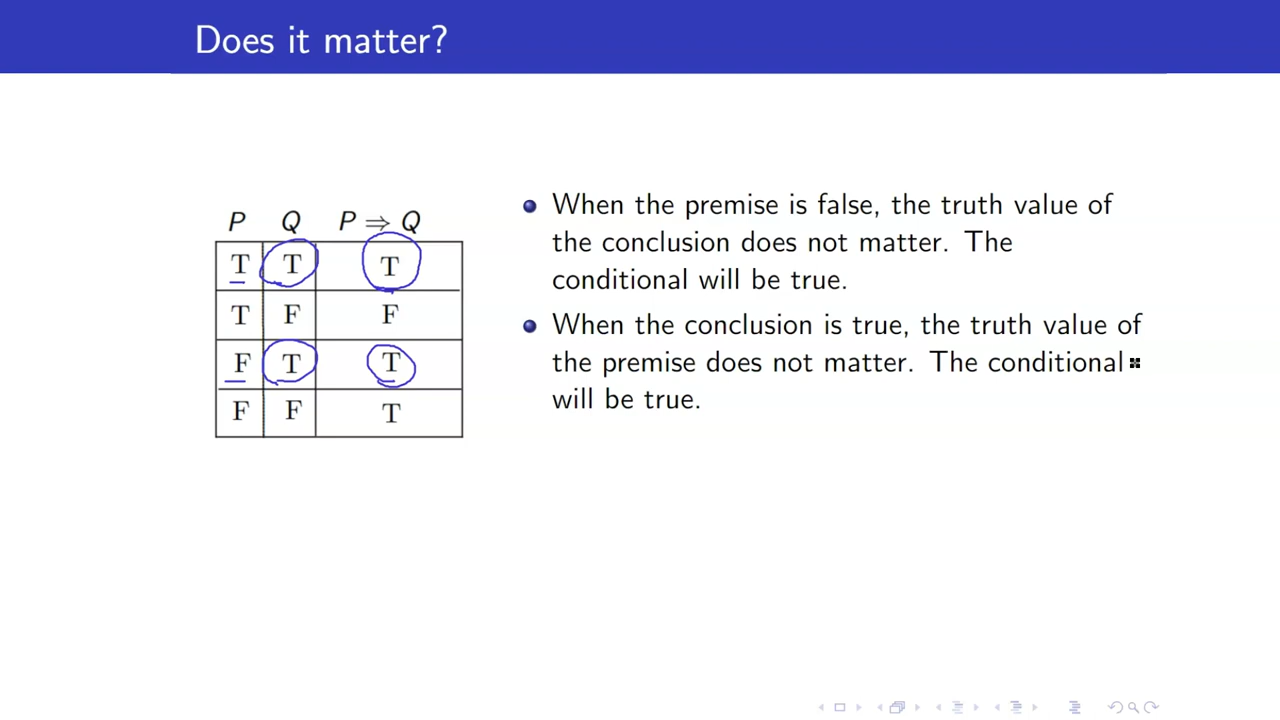 Does it matter?
P Q P ⇒ Q
T T T
T F F
F T T
F F T
When the premise is false, the truth value of
the conclusion does not matter. The
conditional will be true.
When the conclusion is true, the truth value of
the premise does not matter. The conditional
will be true.